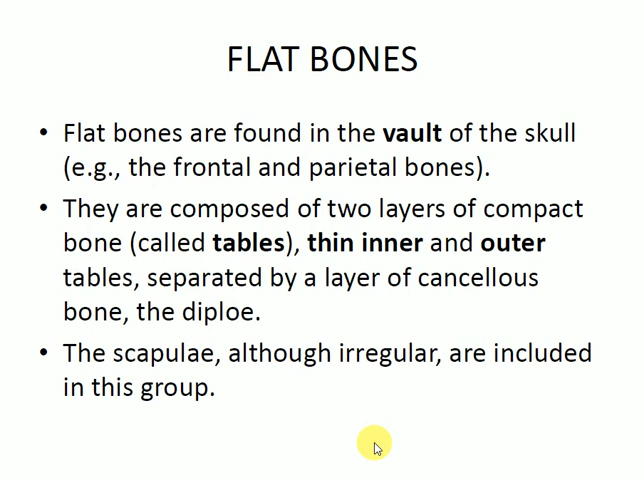 FLAT BONES
• Flat bones are found in the vault of the skull
(e.g., the frontal and parietal bones).
• They are composed of two layers of compact
bone (called tables), thin inner and outer
tables, separated by a layer of cancellous
bone, the diploe.
• The scapulae, although irregular, are included
in this group.